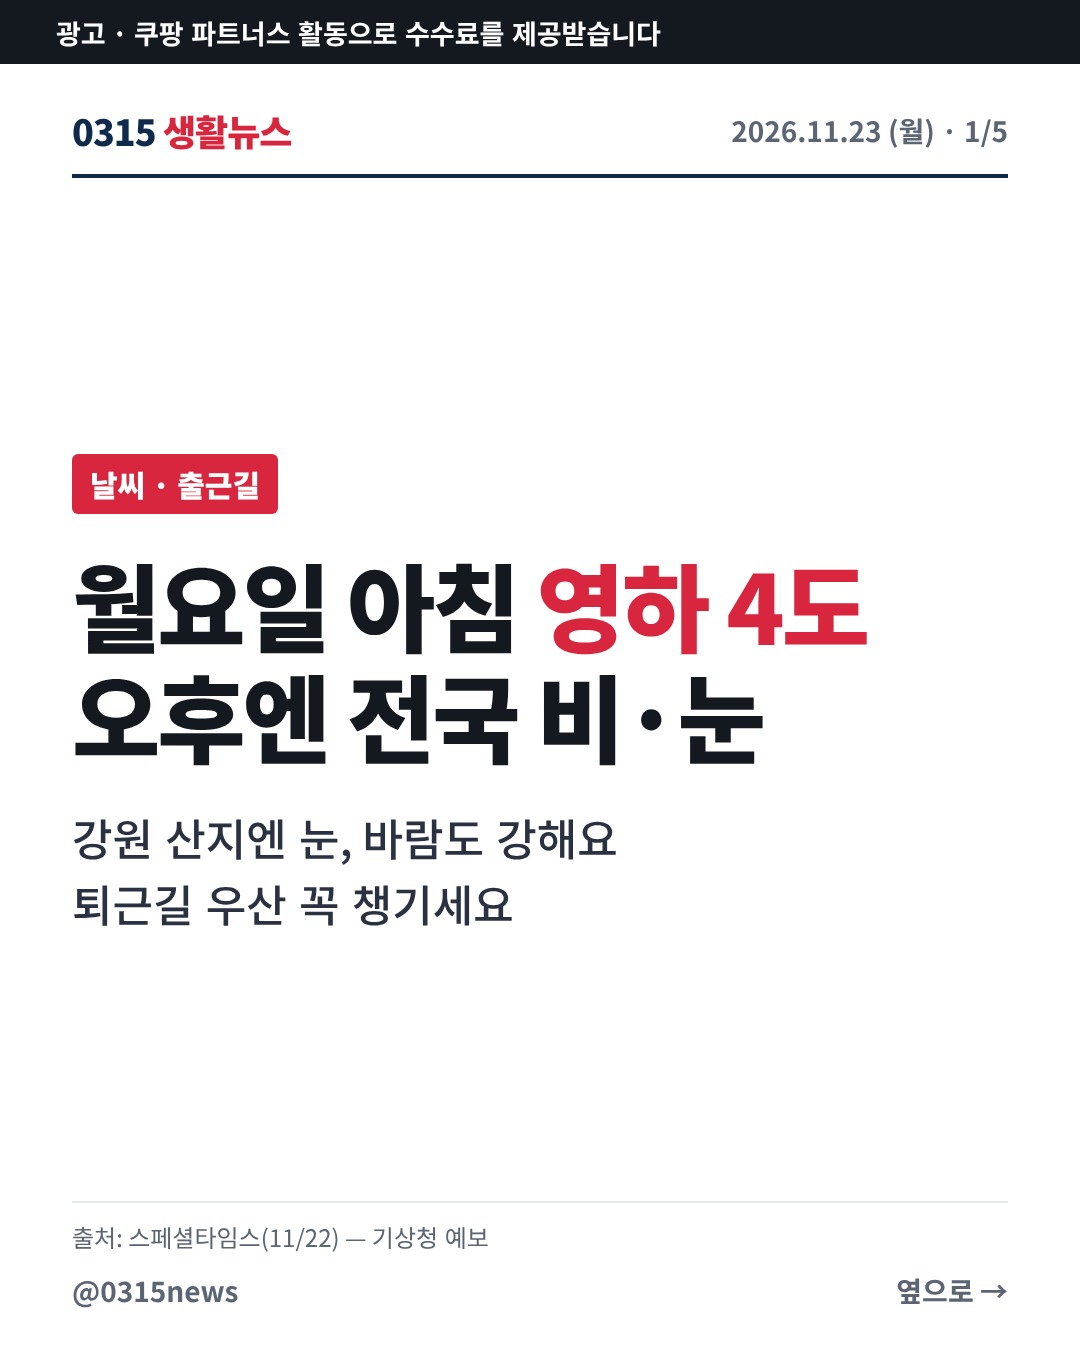 광고 · 쿠팡 파트너스 활동으로 수수료를 제공받습니다
0315 생활뉴스
2026.11.23 (월) · 1/5
날씨 · 출근길
월요일 아침 영하 4도
오후엔 전국 비·눈
강원 산지엔 눈, 바람도 강해요
퇴근길 우산 꼭 챙기세요
출처: 스페셜타임스(11/22) — 기상청 예보
@0315news
옆으로 →